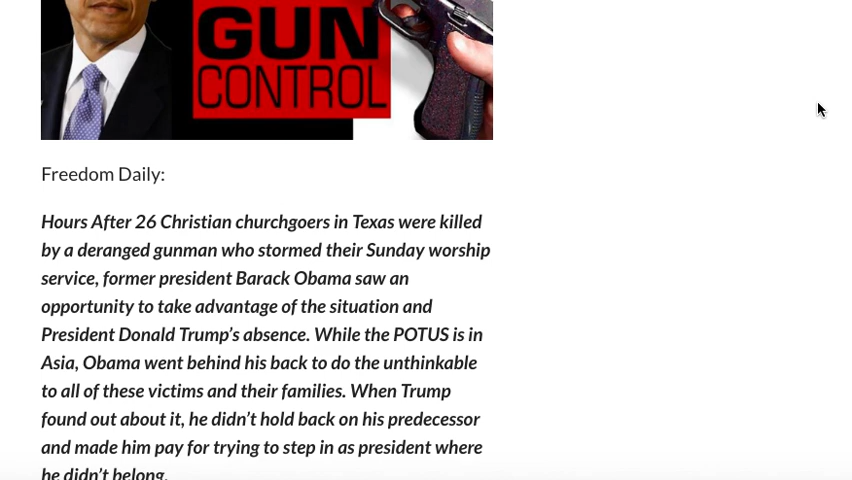 GUN
CONTROL
Freedom Daily:
Hours After 26 Christian churchgoers in Texas were killed
by a deranged gunman who stormed their Sunday worship
service, former president Barack Obama saw an
opportunity to take advantage of the situation and
President Donald Trump’s absence. While the POTUS is in
Asia, Obama went behind his back to do the unthinkable
to all of these victims and their families. When Trump
found out about it, he didn’t hold back on his predecessor
and made him pay for trying to step in as president where
he didn’t belong.